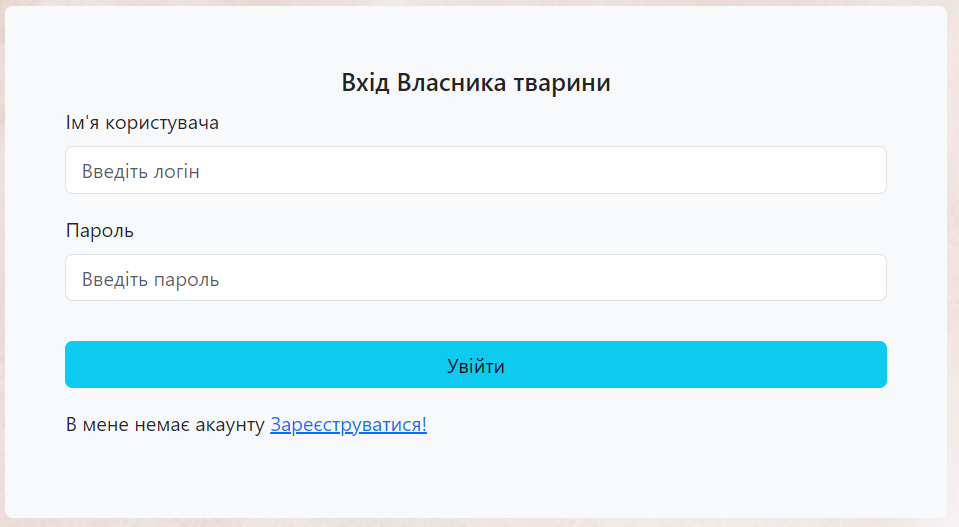 Вхід Власника тварини
Ім'я користувача
Введіть логін
Пароль
Введіть пароль
Увійти
В мене немає акаунту Зареєструватися!